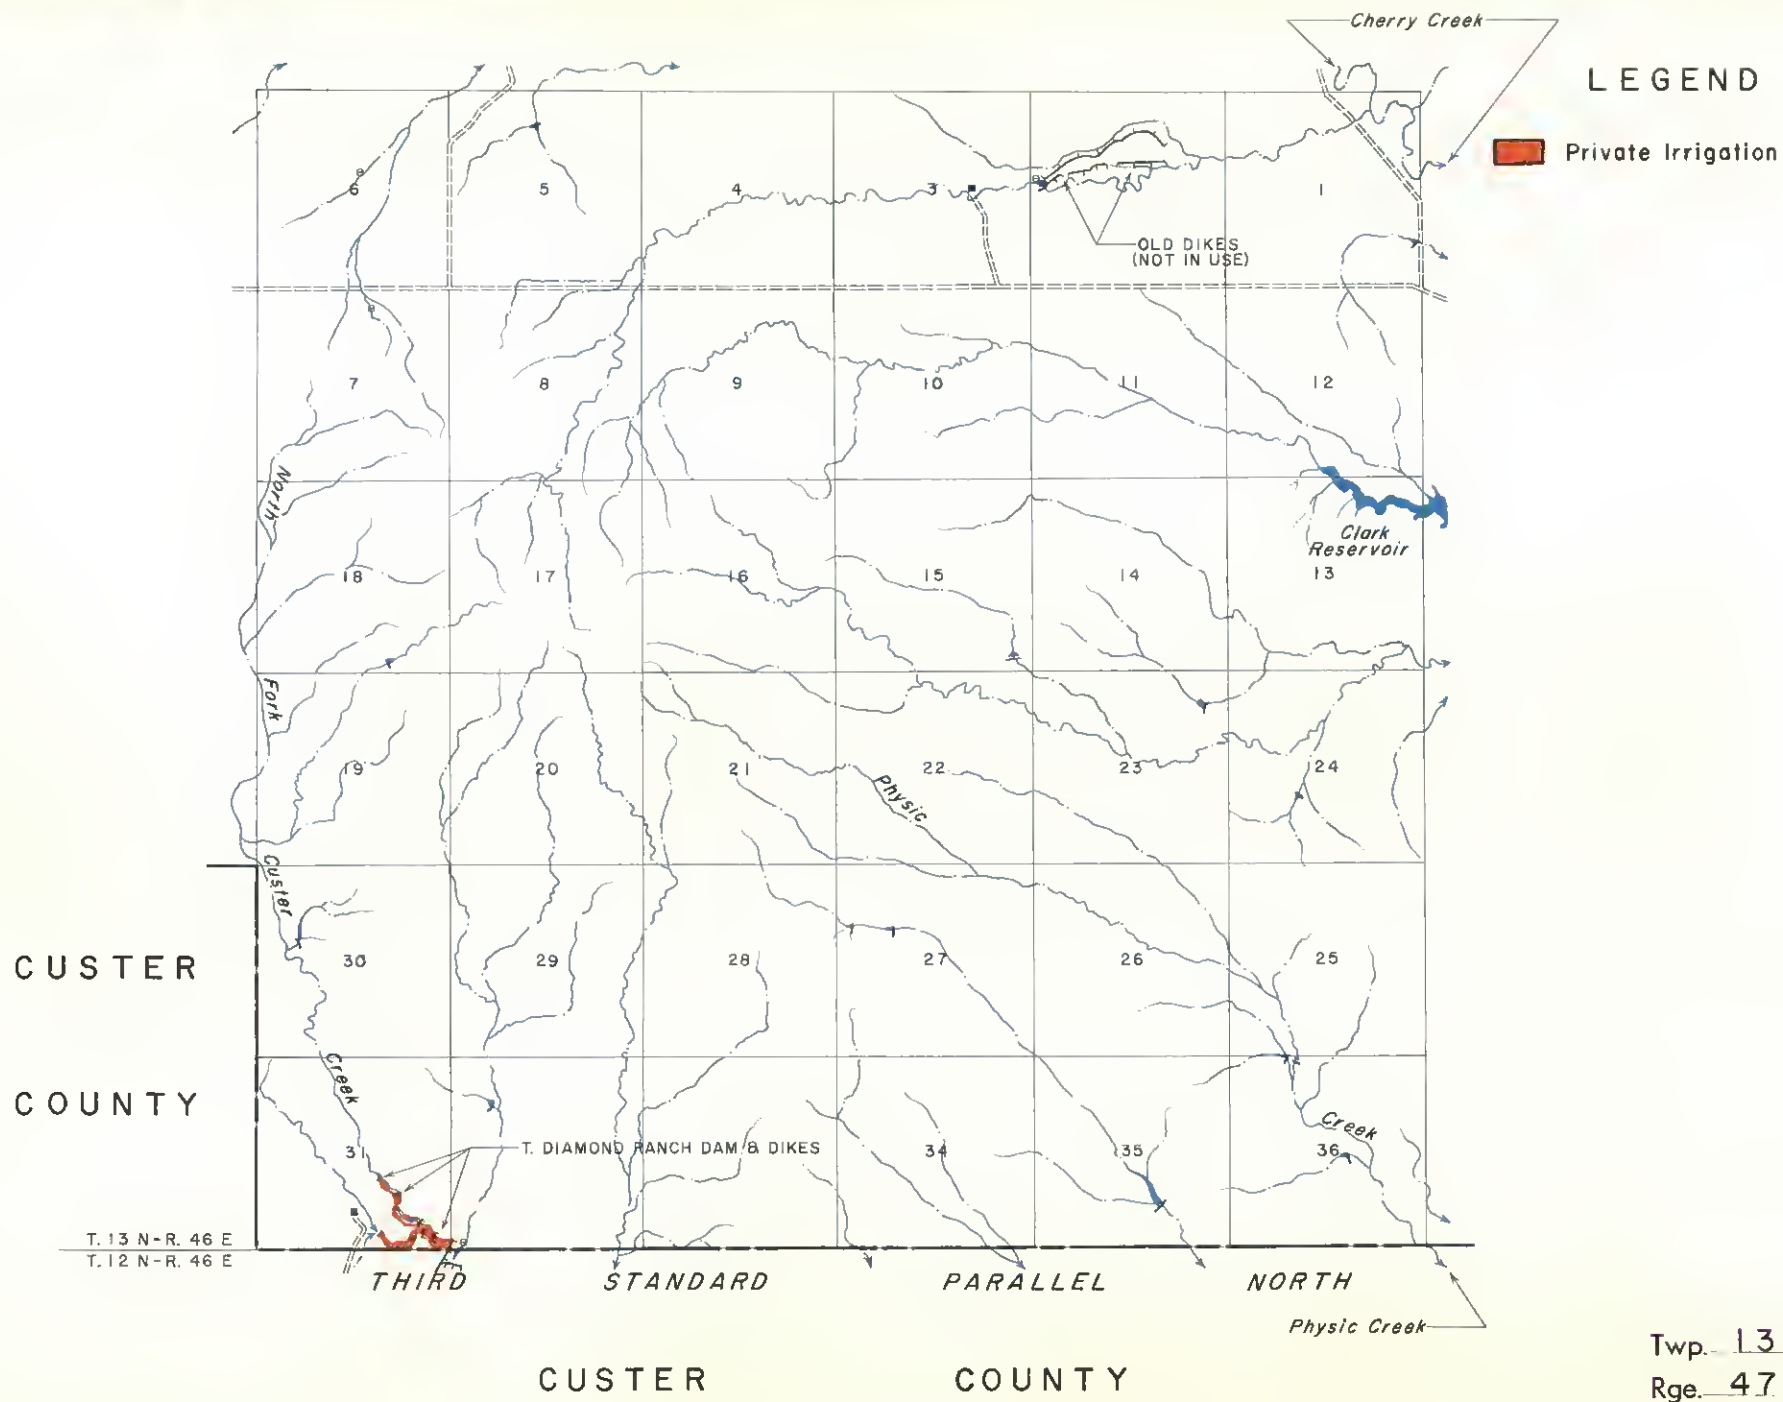 Cherry Creek
LEGEND
Private Irrigation
6
5
4
3
1
OLD DIKES
(NOT IN USE)
7
8
9
10
11
12
North
Clark
Reservoir
18
17
16
15
14
13
Fork
19
20
21
22
23
24
Physic
Custer
CUSTER
30
29
28
27
26
25
COUNTY
Creek
Creek
31
T. DIAMOND RANCH DAM & DIKES
34
35
36
T. 13 N-R. 46 E
T. 12 N-R. 46 E
THIRD STANDARD PARALLEL NORTH
Physic Creek
CUSTER COUNTY
Twp. 13
Rge. 47